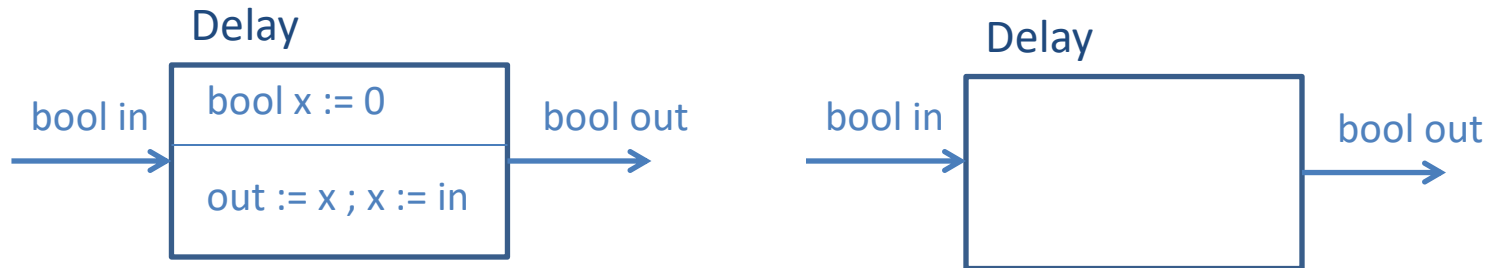 Delay
bool in
bool x := 0
out := x ; x := in
bool out
Delay
bool in
bool out